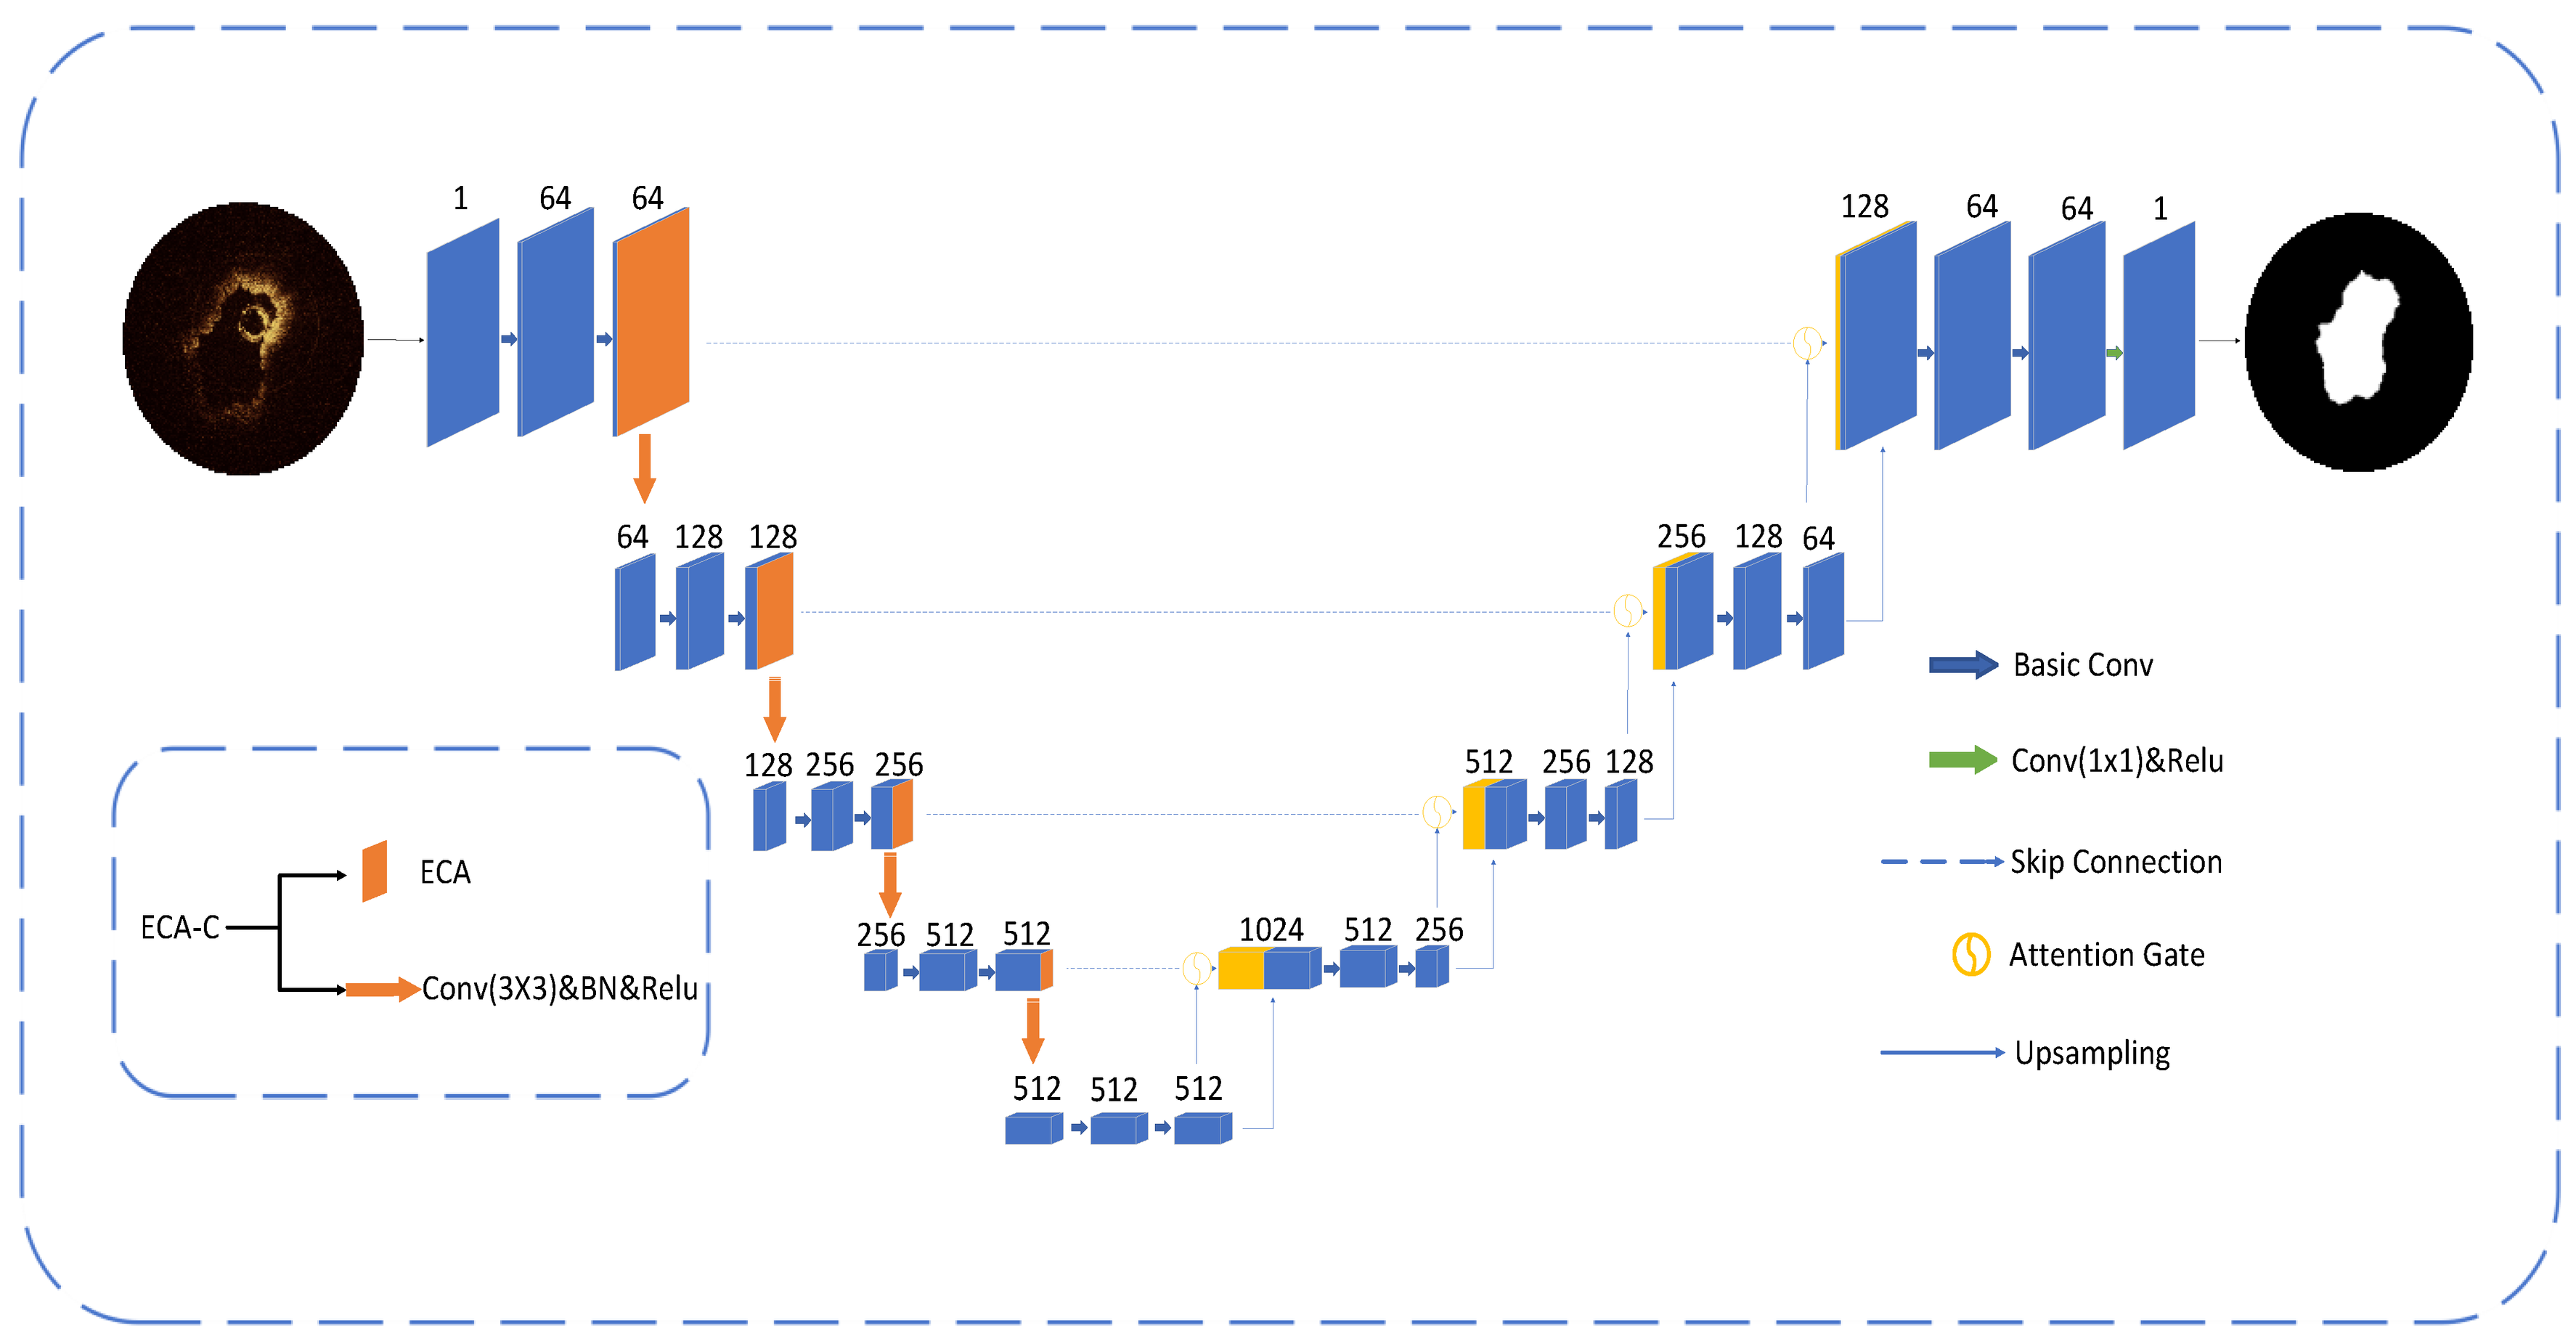 1 64 64
128 64 64 1
64 128 128
256 128 64
Basic Conv
Conv(1x1)&Relu
128 256 256
512 256 128
Skip Connection
ECA
ECA-C
Conv(3X3)&BN&Relu
256 512 512
1024 512 256
Attention Gate
Upsampling
512 512 512